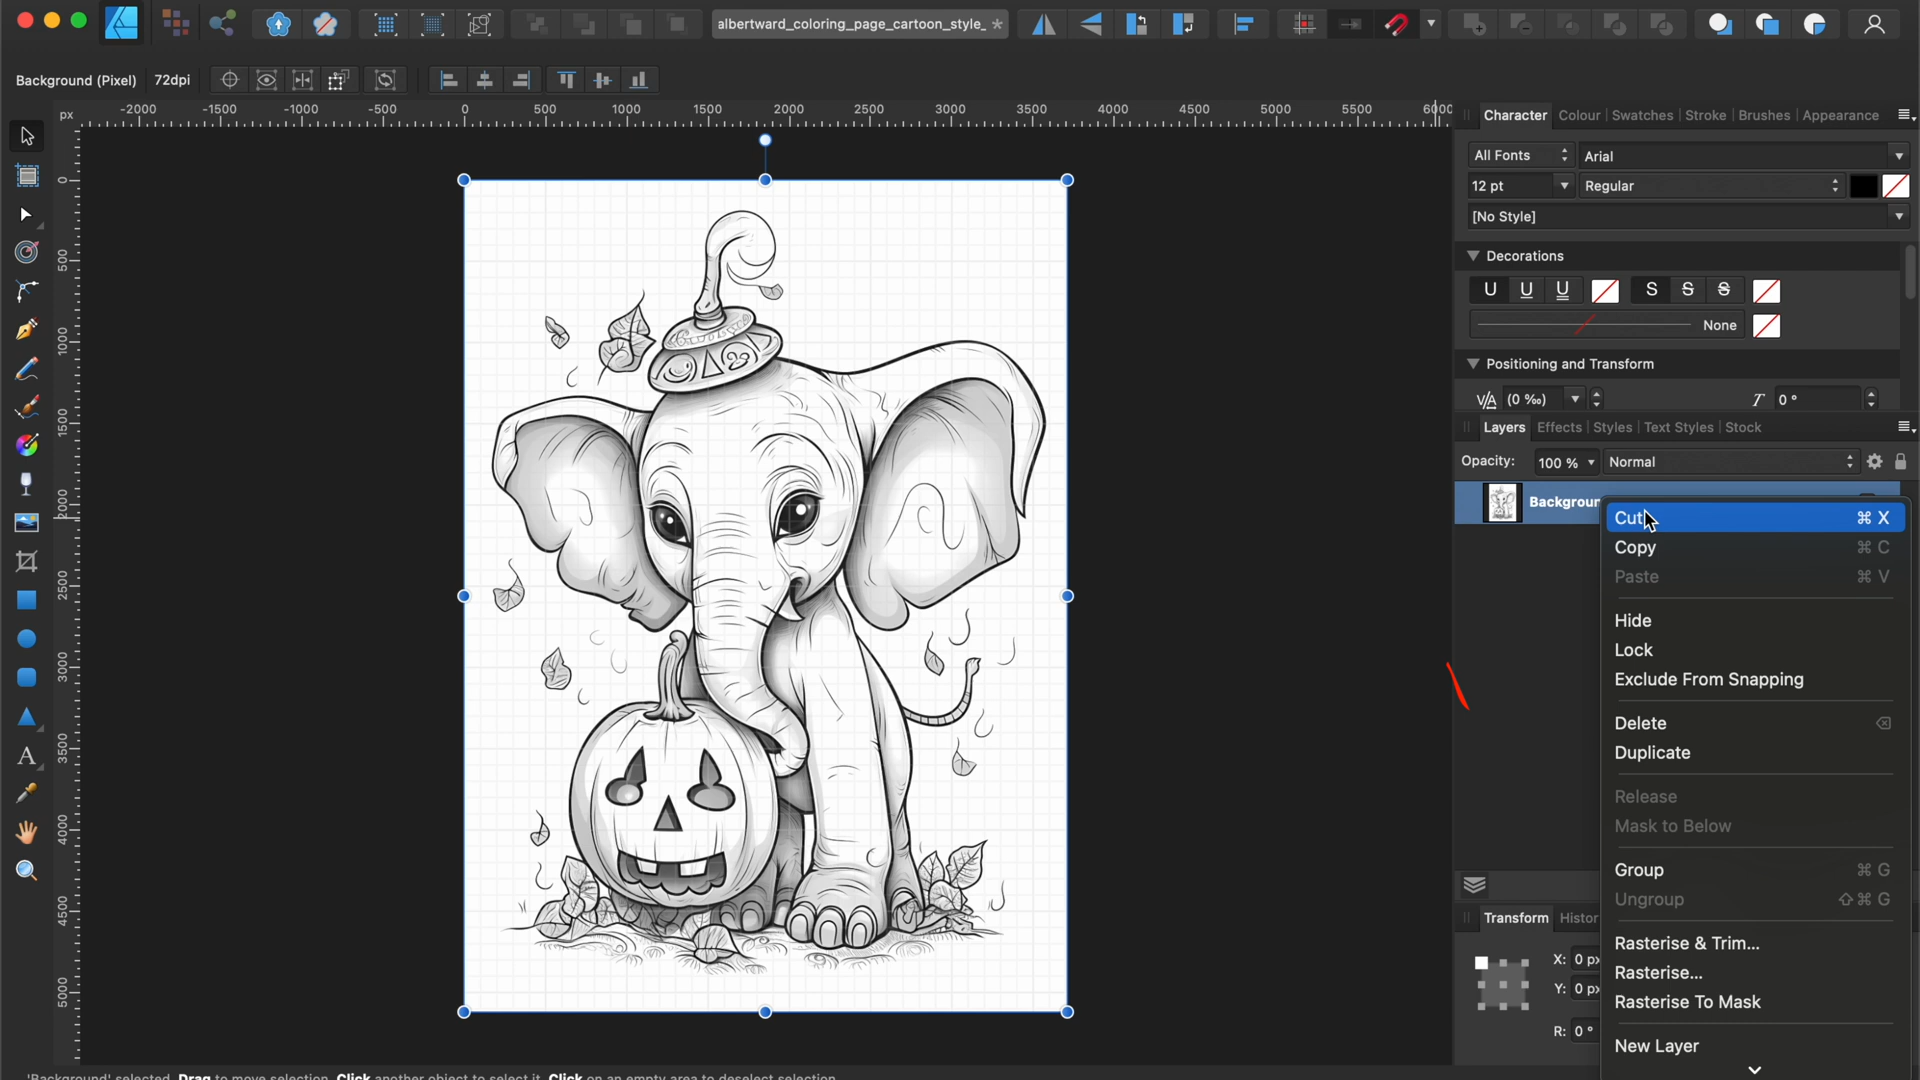 albertward_coloring_page_cartoon_style_ *
Background (Pixel) 72dpi
px -2000 -1500 -1000 -500 0 500 1000 1500 2000 2500 3000 3500 4000 4500 5000 5500 6000
0
500
1000
1500
2000
2500
3000
3500
4000
4500
5000
Character Colour Swatches Stroke Brushes Appearance
All Fonts Arial
12 pt Regular
[No Style]
Decorations
U U U S S S
None
Positioning and Transform
V/A (0 ‰) T 0 °
Layers Effects Styles Text Styles Stock
Opacity: 100 % Normal
Backgroun
Cut ⌘ X
Copy ⌘ C
Paste ⌘ V
Hide
Lock
Exclude From Snapping
Delete
Duplicate
Release
Mask to Below
Group ⌘ G
Ungroup ⇧⌘ G
Rasterise & Trim...
Rasterise...
Rasterise To Mask
New Layer
Transform Histor
X: 0 px
Y: 0 px
R: 0 °
A
'Background' selected. Drag to move selection. Click another object to select it. Click on an empty area to deselect selection.